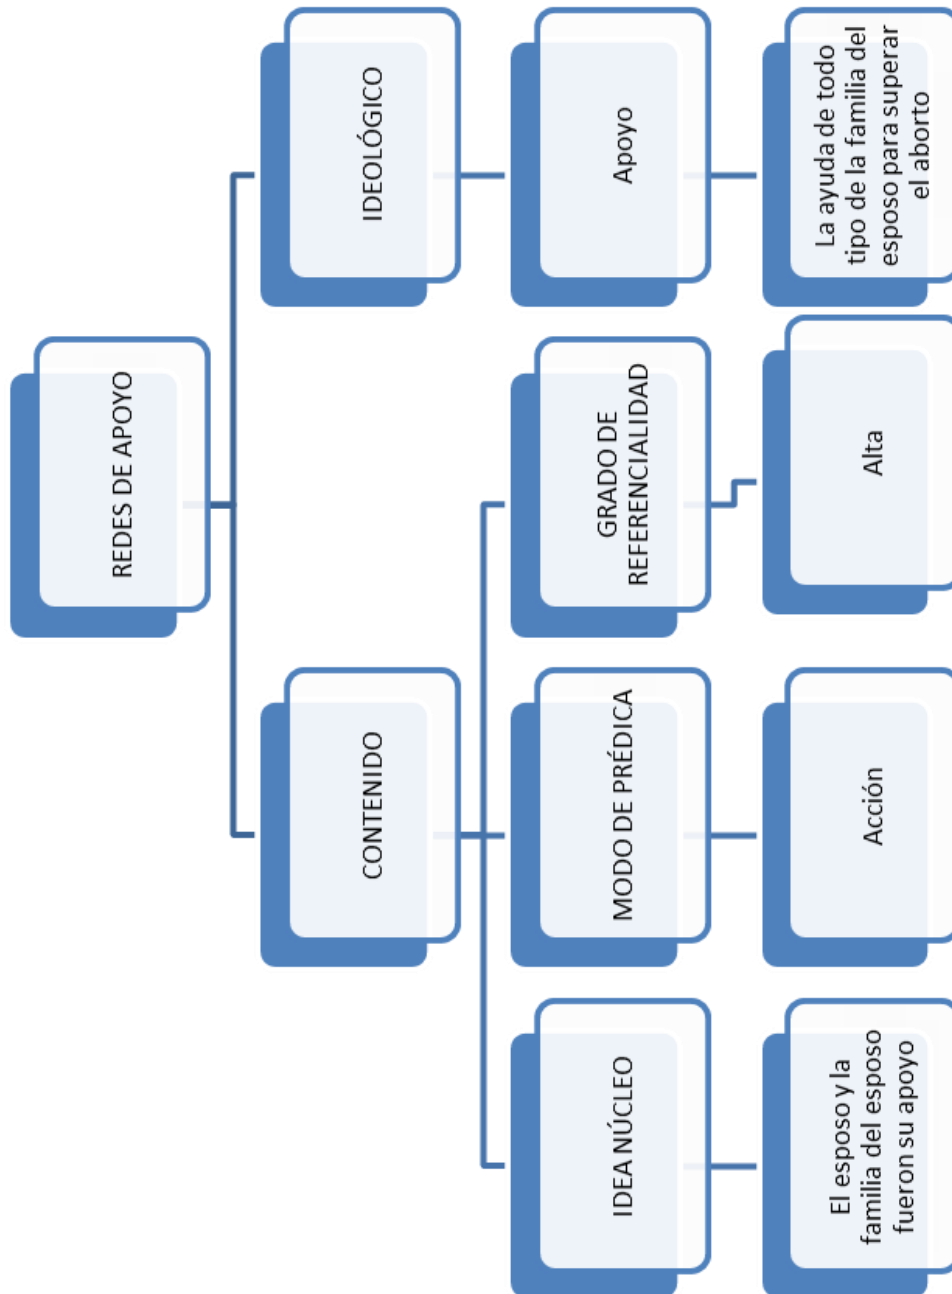 REDES DE APOYO
CONTENIDO
IDEOLÓGICO
IDEA NÚCLEO
MODO DE PRÉDICA
GRADO DE
REFERENCIALIDAD
Apoyo
El esposo y la
familia del esposo
fueron su apoyo
Acción
Alta
La ayuda de todo
tipo de la familia del
esposo para superar
el aborto